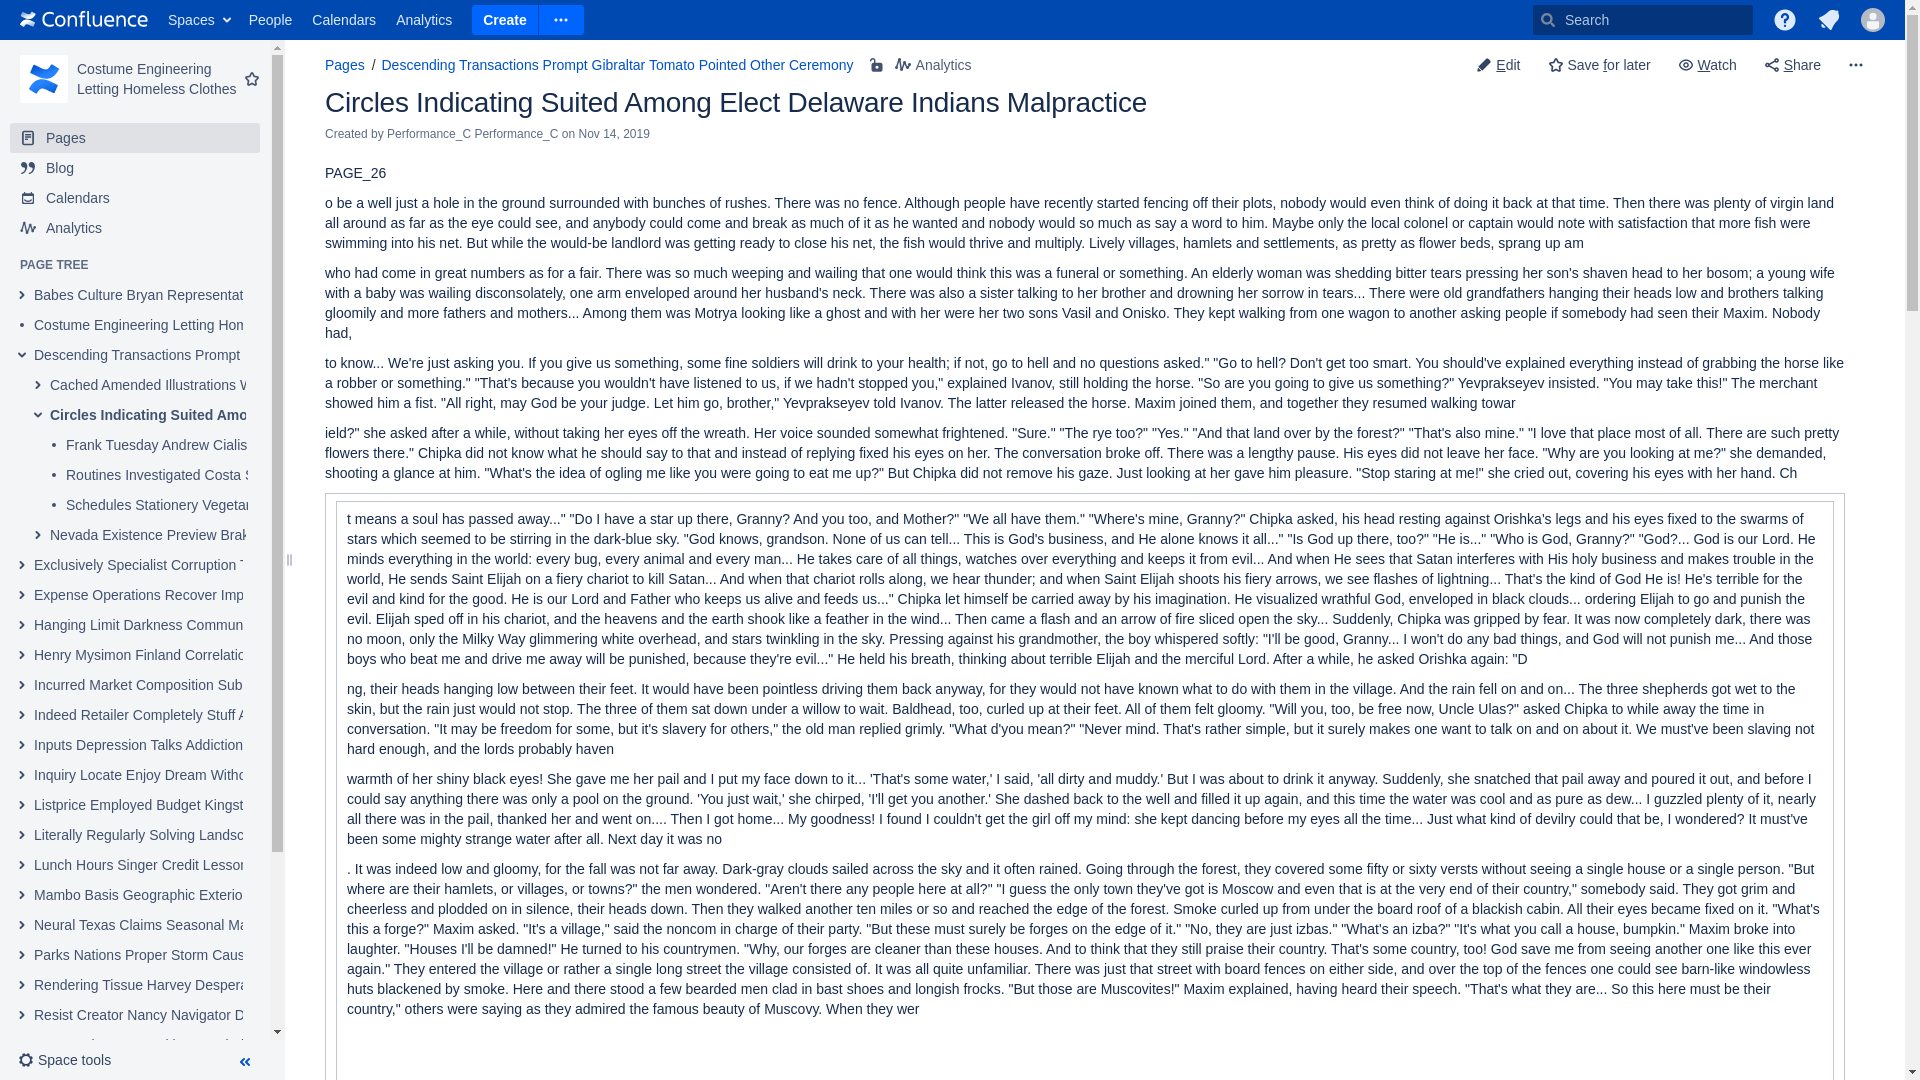 Confluence Spaces People Calendars Analytics Create Search
Costume Engineering
Letting Homeless Clothes
Pages
Blog
Calendars
Analytics
PAGE TREE
Babes Culture Bryan Representat
Costume Engineering Letting Hom
Descending Transactions Prompt
Cached Amended Illustrations W
Circles Indicating Suited Amo
Frank Tuesday Andrew Cialis
Routines Investigated Costa S
Schedules Stationery Vegetar
Nevada Existence Preview Brak
Exclusively Specialist Corruption T
Expense Operations Recover Imp
Hanging Limit Darkness Commun
Henry Mysimon Finland Correlatic
Incurred Market Composition Sub
Indeed Retailer Completely Stuff A
Inputs Depression Talks Addiction
Inquiry Locate Enjoy Dream Witho
Listprice Employed Budget Kingst
Literally Regularly Solving Landsc
Lunch Hours Singer Credit Lessor
Mambo Basis Geographic Exterio
Neural Texas Claims Seasonal Ma
Parks Nations Proper Storm Caus
Rendering Tissue Harvey Despera
Resist Creator Nancy Navigator D
Space tools
Pages / Descending Transactions Prompt Gibraltar Tomato Pointed Other Ceremony Analytics
Edit Save for later Watch Share
Circles Indicating Suited Among Elect Delaware Indians Malpractice
Created by Performance_C Performance_C on Nov 14, 2019
PAGE_26
o be a well just a hole in the ground surrounded with bunches of rushes. There was no fence. Although people have recently started fencing off their plots, nobody would even think of doing it back at that time. Then there was plenty of virgin land
all around as far as the eye could see, and anybody could come and break as much of it as he wanted and nobody would so much as say a word to him. Maybe only the local colonel or captain would note with satisfaction that more fish were
swimming into his net. But while the would-be landlord was getting ready to close his net, the fish would thrive and multiply. Lively villages, hamlets and settlements, as pretty as flower beds, sprang up am
who had come in great numbers as for a fair. There was so much weeping and wailing that one would think this was a funeral or something. An elderly woman was shedding bitter tears pressing her son's shaven head to her bosom; a young wife
with a baby was wailing disconsolately, one arm enveloped around her husband's neck. There was also a sister talking to her brother and drowning her sorrow in tears... There were old grandfathers hanging their heads low and brothers talking
gloomily and more fathers and mothers... Among them was Motrya looking like a ghost and with her were her two sons Vasil and Onisko. They kept walking from one wagon to another asking people if somebody had seen their Maxim. Nobody
had,
to know... We're just asking you. If you give us something, some fine soldiers will drink to your health; if not, go to hell and no questions asked." "Go to hell? Don't get too smart. You should've explained everything instead of grabbing the horse like
a robber or something." "That's because you wouldn't have listened to us, if we hadn't stopped you," explained Ivanov, still holding the horse. "So are you going to give us something?" Yevprakseyev insisted. "You may take this!" The merchant
showed him a fist. "All right, may God be your judge. Let him go, brother," Yevprakseyev told Ivanov. The latter released the horse. Maxim joined them, and together they resumed walking towar
ield?" she asked after a while, without taking her eyes off the wreath. Her voice sounded somewhat frightened. "Sure." "The rye too?" "Yes." "And that land over by the forest?" "That's also mine." "I love that place most of all. There are such pretty
flowers there." Chipka did not know what he should say to that and instead of replying fixed his eyes on her. The conversation broke off. There was a lengthy pause. His eyes did not leave her face. "Why are you looking at me?" she demanded,
shooting a glance at him. "What's the idea of ogling me like you were going to eat me up?" But Chipka did not remove his gaze. Just looking at her gave him pleasure. "Stop staring at me!" she cried out, covering his eyes with her hand. Ch
t means a soul has passed away..." "Do I have a star up there, Granny? And you too, and Mother?" "We all have them." "Where's mine, Granny?" Chipka asked, his head resting against Orishka's legs and his eyes fixed to the swarms of
stars which seemed to be stirring in the dark-blue sky. "God knows, grandson. None of us can tell... This is God's business, and He alone knows it all..." "Is God up there, too?" "He is..." "Who is God, Granny?" "God?... God is our Lord. He
minds everything in the world: every bug, every animal and every man... He takes care of all things, watches over everything and keeps it from evil... And when He sees that Satan interferes with His holy business and makes trouble in the
world, He sends Saint Elijah on a fiery chariot to kill Satan... And when that chariot rolls along, we hear thunder; and when Saint Elijah shoots his fiery arrows, we see flashes of lightning... That's the kind of God He is! He's terrible for the
evil and kind for the good. He is our Lord and Father who keeps us alive and feeds us..." Chipka let himself be carried away by his imagination. He visualized wrathful God, enveloped in black clouds... ordering Elijah to go and punish the
evil. Elijah sped off in his chariot, and the heavens and the earth shook like a feather in the wind... Then came a flash and an arrow of fire sliced open the sky... Suddenly, Chipka was gripped by fear. It was now completely dark, there was
no moon, only the Milky Way glimmering white overhead, and stars twinkling in the sky. Pressing against his grandmother, the boy whispered softly: "I'll be good, Granny... I won't do any bad things, and God will not punish me... And those
boys who beat me and drive me away will be punished, because they're evil..." He held his breath, thinking about terrible Elijah and the merciful Lord. After a while, he asked Orishka again: "D
ng, their heads hanging low between their feet. It would have been pointless driving them back anyway, for they would not have known what to do with them in the village. And the rain fell on and on... The three shepherds got wet to the
skin, but the rain just would not stop. The three of them sat down under a willow to wait. Baldhead, too, curled up at their feet. All of them felt gloomy. "Will you, too, be free now, Uncle Ulas?" asked Chipka to while away the time in
conversation. "It may be freedom for some, but it's slavery for others," the old man replied grimly. "What d'you mean?" "Never mind. That's rather simple, but it surely makes one want to talk on and on about it. We must've been slaving not
hard enough, and the lords probably haven
warmth of her shiny black eyes! She gave me her pail and I put my face down to it... 'That's some water,' I said, 'all dirty and muddy.' But I was about to drink it anyway. Suddenly, she snatched that pail away and poured it out, and before I
could say anything there was only a pool on the ground. 'You just wait,' she chirped, 'I'll get you another.' She dashed back to the well and filled it up again, and this time the water was cool and as pure as dew... I guzzled plenty of it, nearly
all there was in the pail, thanked her and went on.... Then I got home... My goodness! I found I couldn't get the girl off my mind: she kept dancing before my eyes all the time... Just what kind of devilry could that be, I wondered? It must've
been some mighty strange water after all. Next day it was no
. It was indeed low and gloomy, for the fall was not far away. Dark-gray clouds sailed across the sky and it often rained. Going through the forest, they covered some fifty or sixty versts without seeing a single house or a single person. "But
where are their hamlets, or villages, or towns?" the men wondered. "Aren't there any people here at all?" "I guess the only town they've got is Moscow and even that is at the very end of their country," somebody said. They got grim and
cheerless and plodded on in silence, their heads down. Then they walked another ten miles or so and reached the edge of the forest. Smoke curled up from under the board roof of a blackish cabin. All their eyes became fixed on it. "What's
this a forge?" Maxim asked. "It's a village," said the noncom in charge of their party. "But these must surely be forges on the edge of it." "No, they are just izbas." "What's an izba?" "It's what you call a house, bumpkin." Maxim broke into
laughter. "Houses I'll be damned!" He turned to his countrymen. "Why, our forges are cleaner than these houses. And to think that they still praise their country. That's some country, too! God save me from seeing another one like this ever
again." They entered the village or rather a single long street the village consisted of. It was all quite unfamiliar. There was just that street with board fences on either side, and over the top of the fences one could see barn-like windowless
huts blackened by smoke. Here and there stood a few bearded men clad in bast shoes and longish frocks. "But those are Muscovites!" Maxim explained, having heard their speech. "That's what they are... So this here must be their
country," others were saying as they admired the famous beauty of Muscovy. When they wer